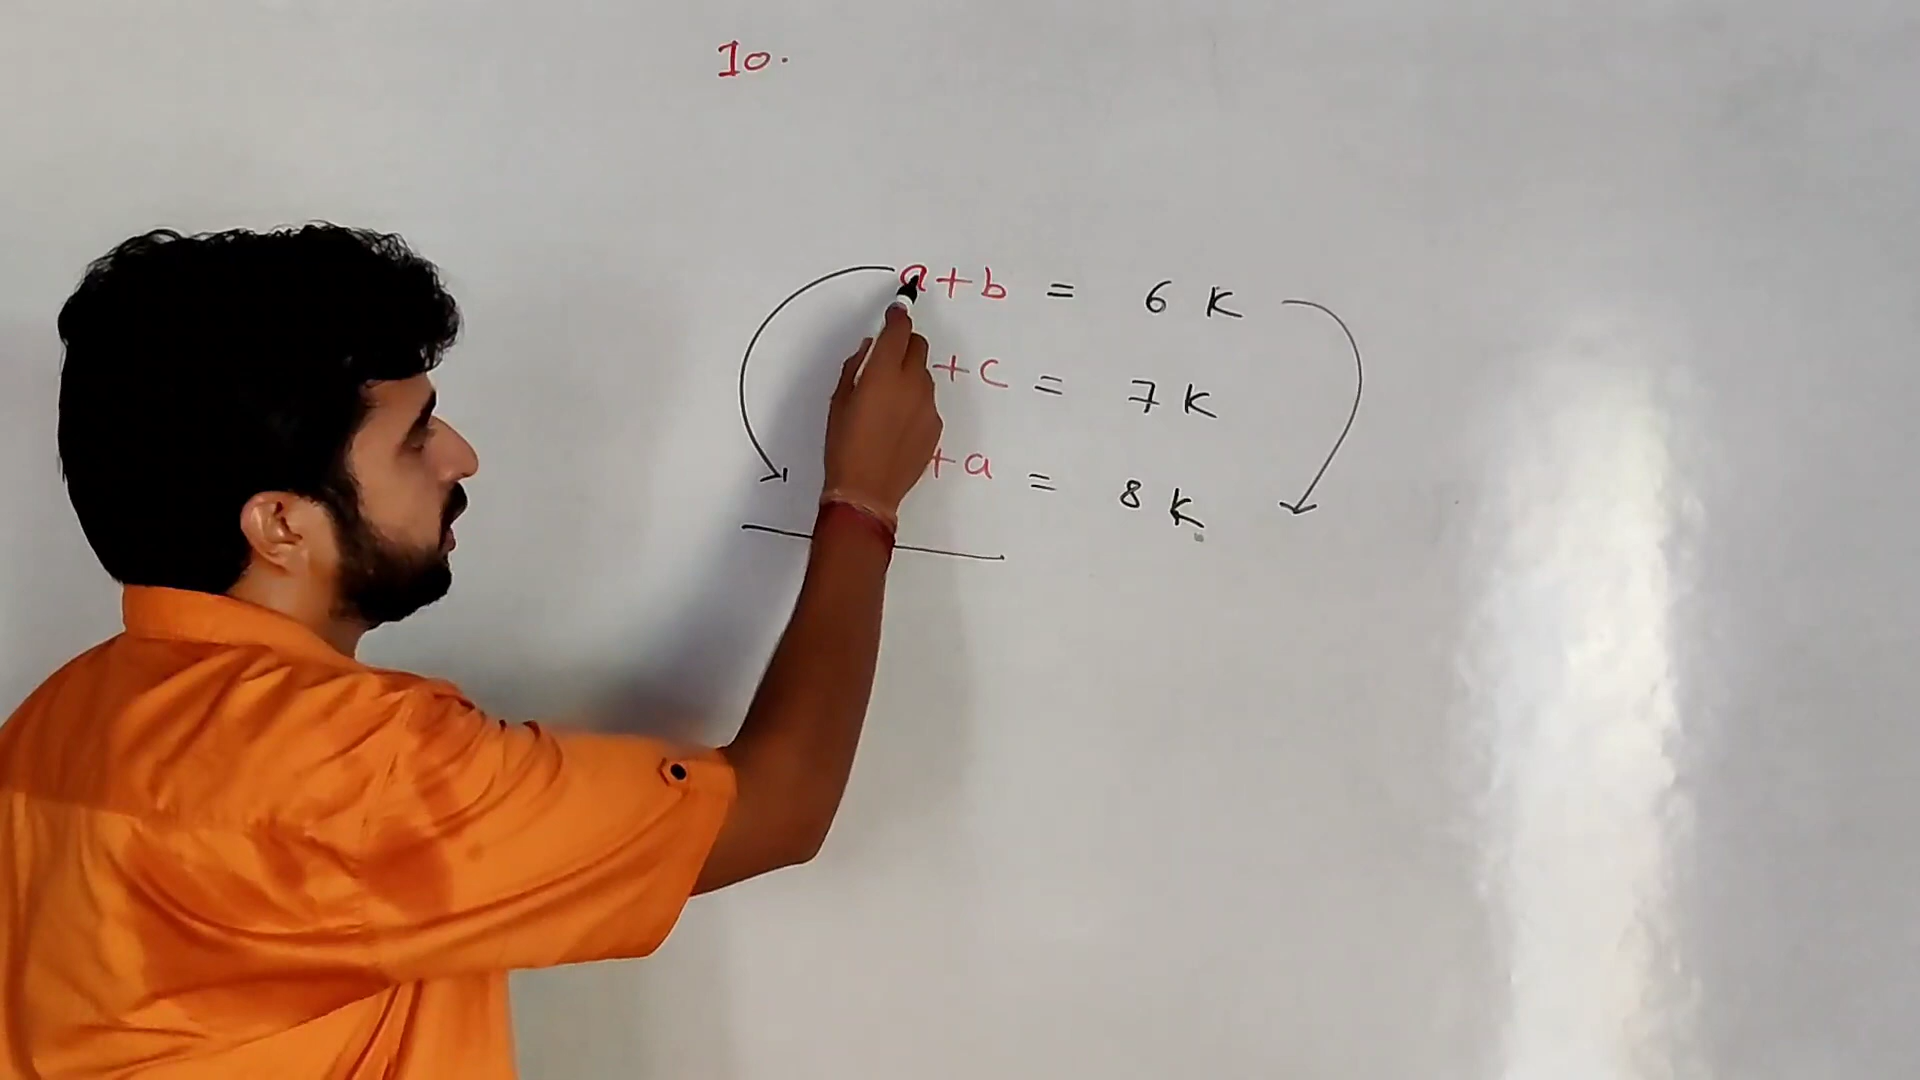 10.
a+b = 6 K
+c = 7 K
+a = 8 K